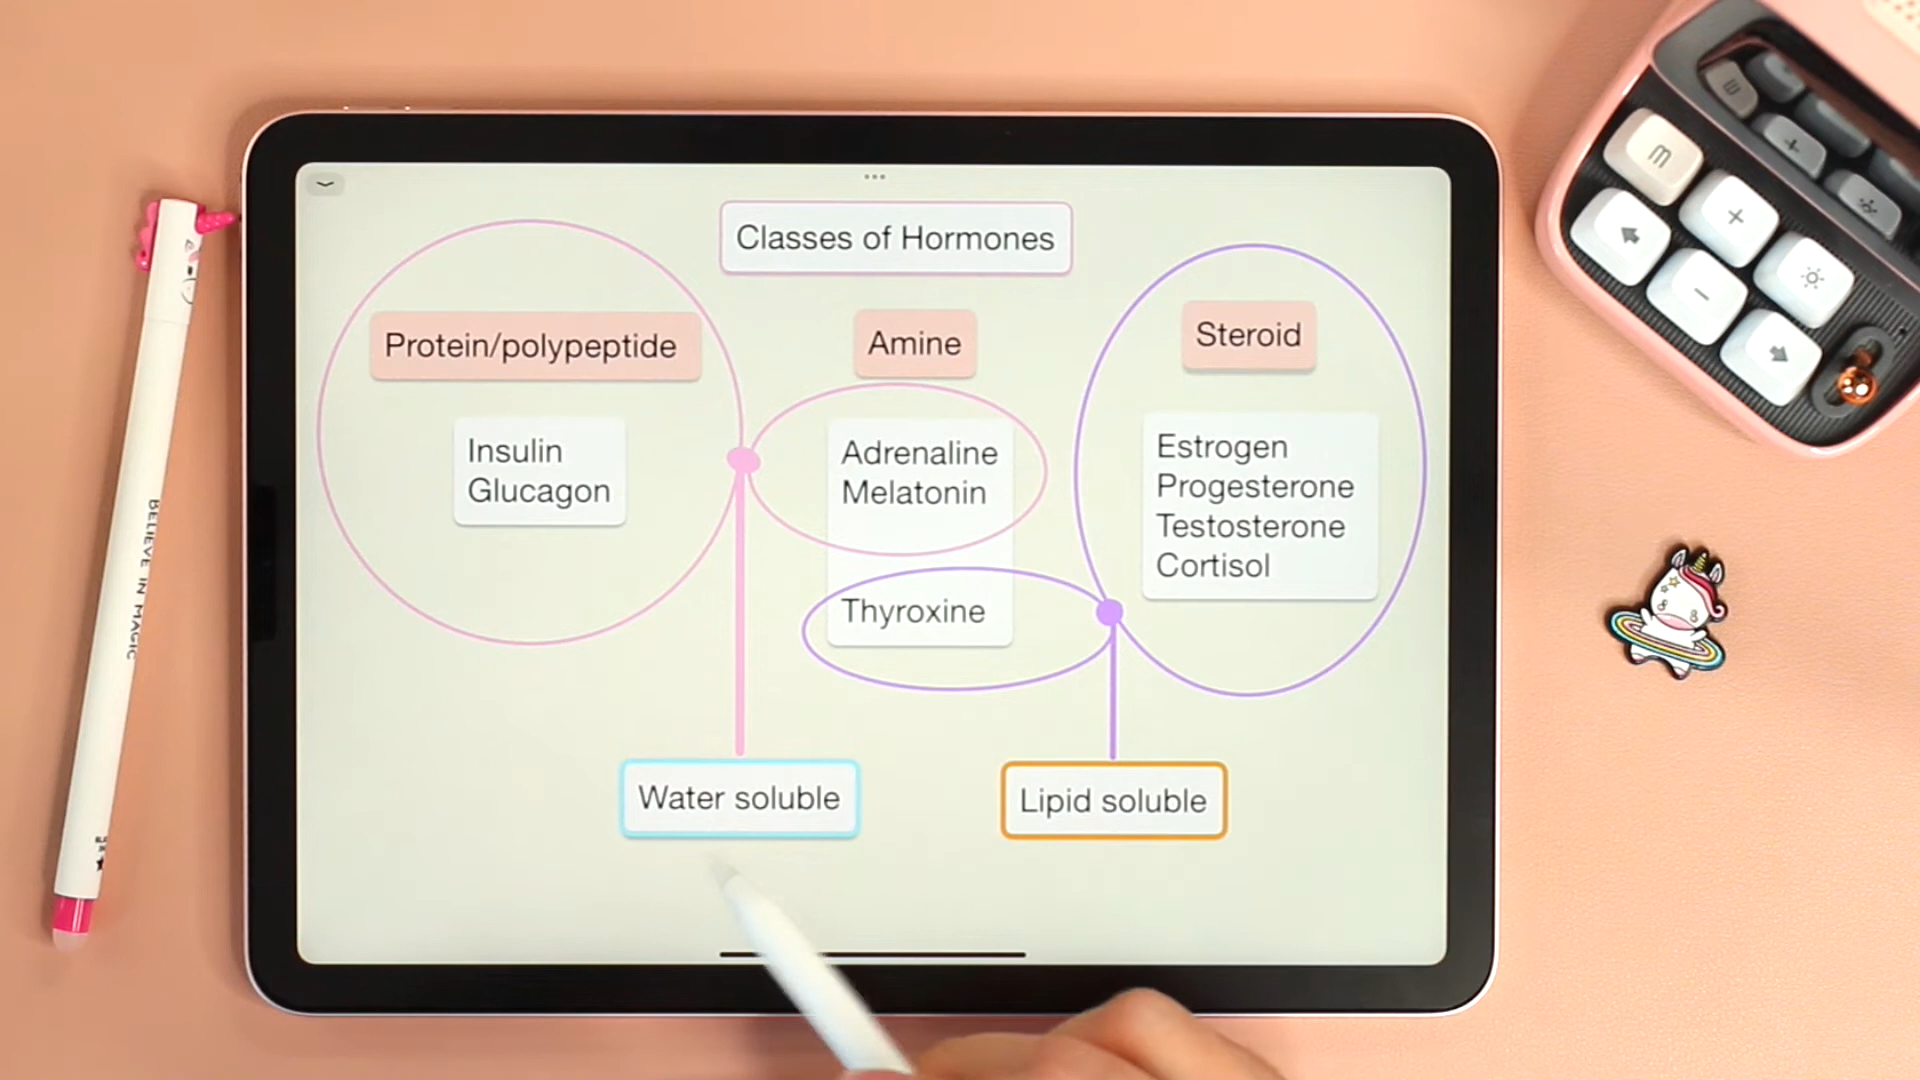 Classes of Hormones
Protein/polypeptide
Amine
Steroid
Insulin
Glucagon
Adrenaline
Melatonin
Thyroxine
Estrogen
Progesterone
Testosterone
Cortisol
Water soluble
Lipid soluble
BELIEVE IN MAGIC
m
+
−